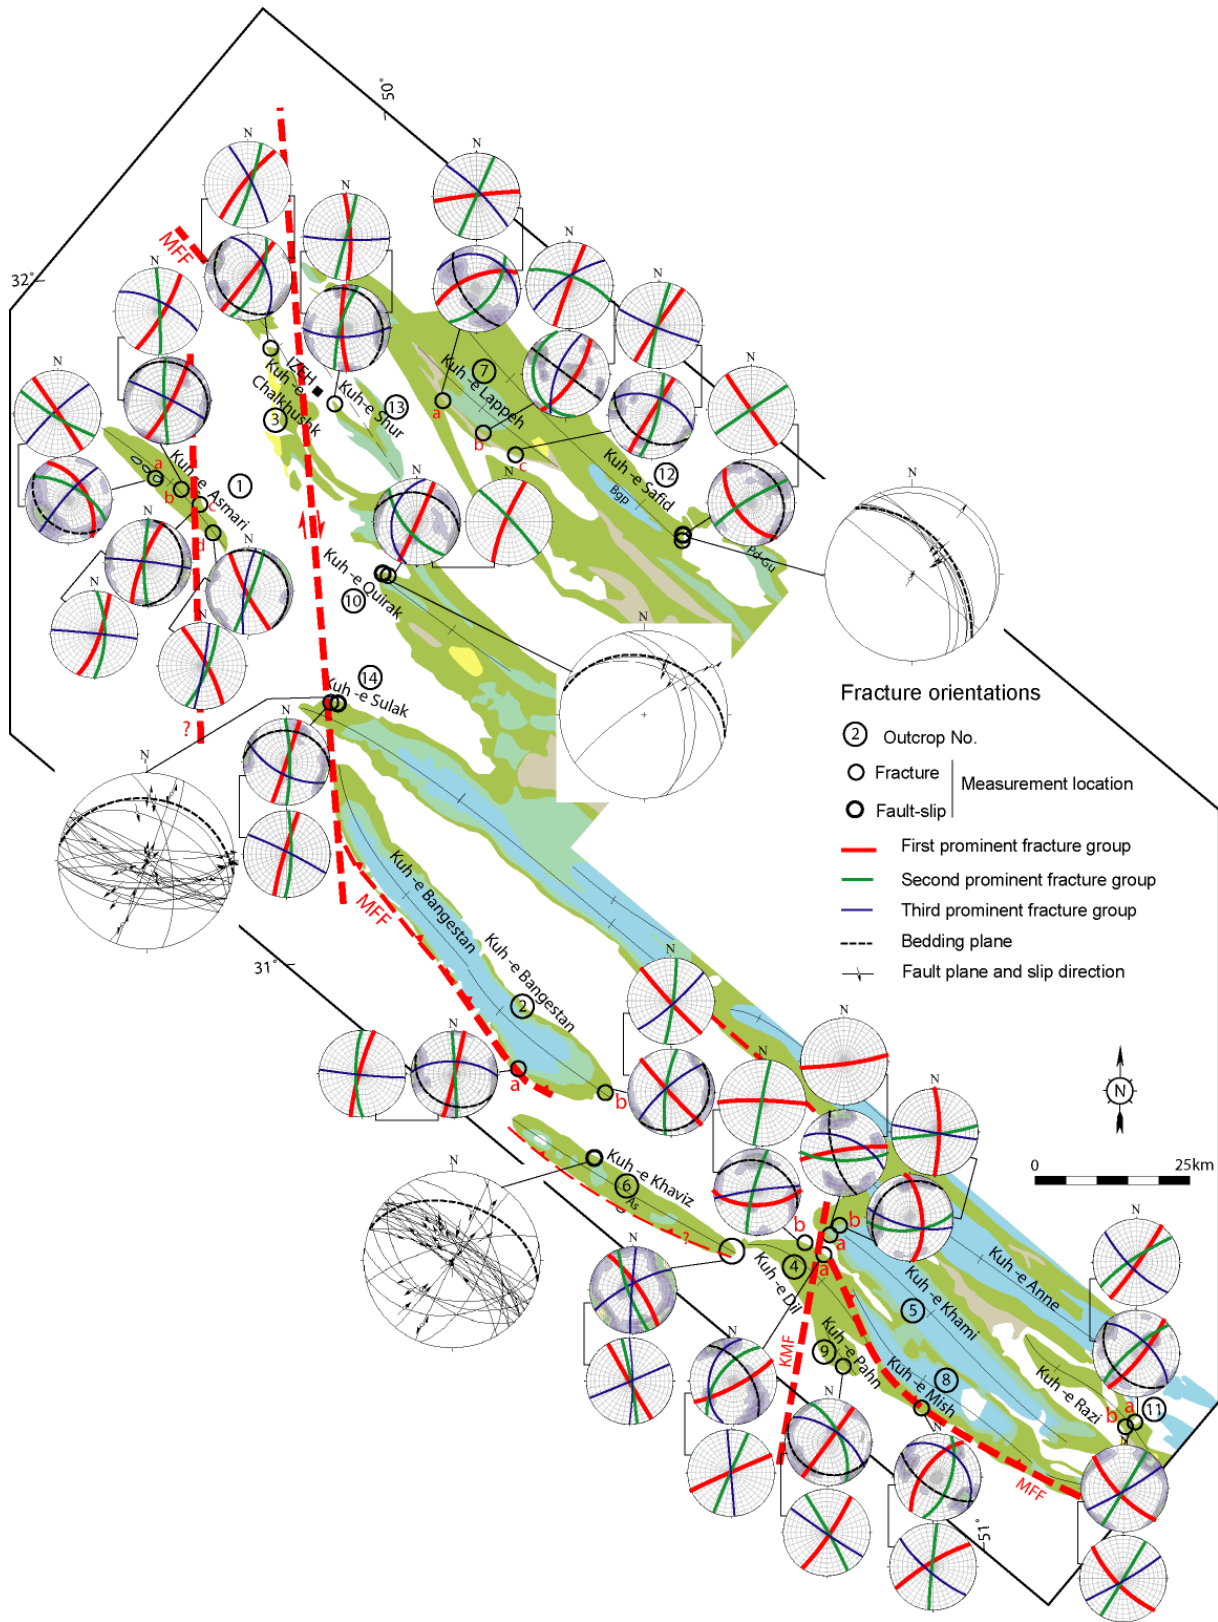 50°
N
N
N
MFF
N
32°
N
N
N
N
IZEH
Kuh -e Chalkhushk
3
Kuh -e Shur
13
7
Kuh -e Lappeh
a
b
c
Kuh -e Safid
12
Bgp
Pd-Gu
a
b
c
d
Kuh -e Asmari
1
N
N
N
N
N
N
Kuh -e Quirak
10
N
14
Kuh -e Sulak
?
N
N
Fracture orientations
2 Outcrop No.
Fracture
Fault-slip
Measurement location
First prominent fracture group
Second prominent fracture group
Third prominent fracture group
Bedding plane
Fault plane and slip direction
MFF
Kuh -e Bangestan
Kuh -e Bangestan
2
31°
N
N
N
N
N
N
N
a
b
N
0 25km
Kuh -e Khaviz
6
As
?
N
b
b
a
a
4
Kuh -e Dil
5
Kuh -e Khami
Kuh -e Anne
N
N
N
KMF
9
Kuh -e Pahn
8
Kuh -e Mish
Kuh -e Razi
b
a
11
N
N
N
MFF
51°